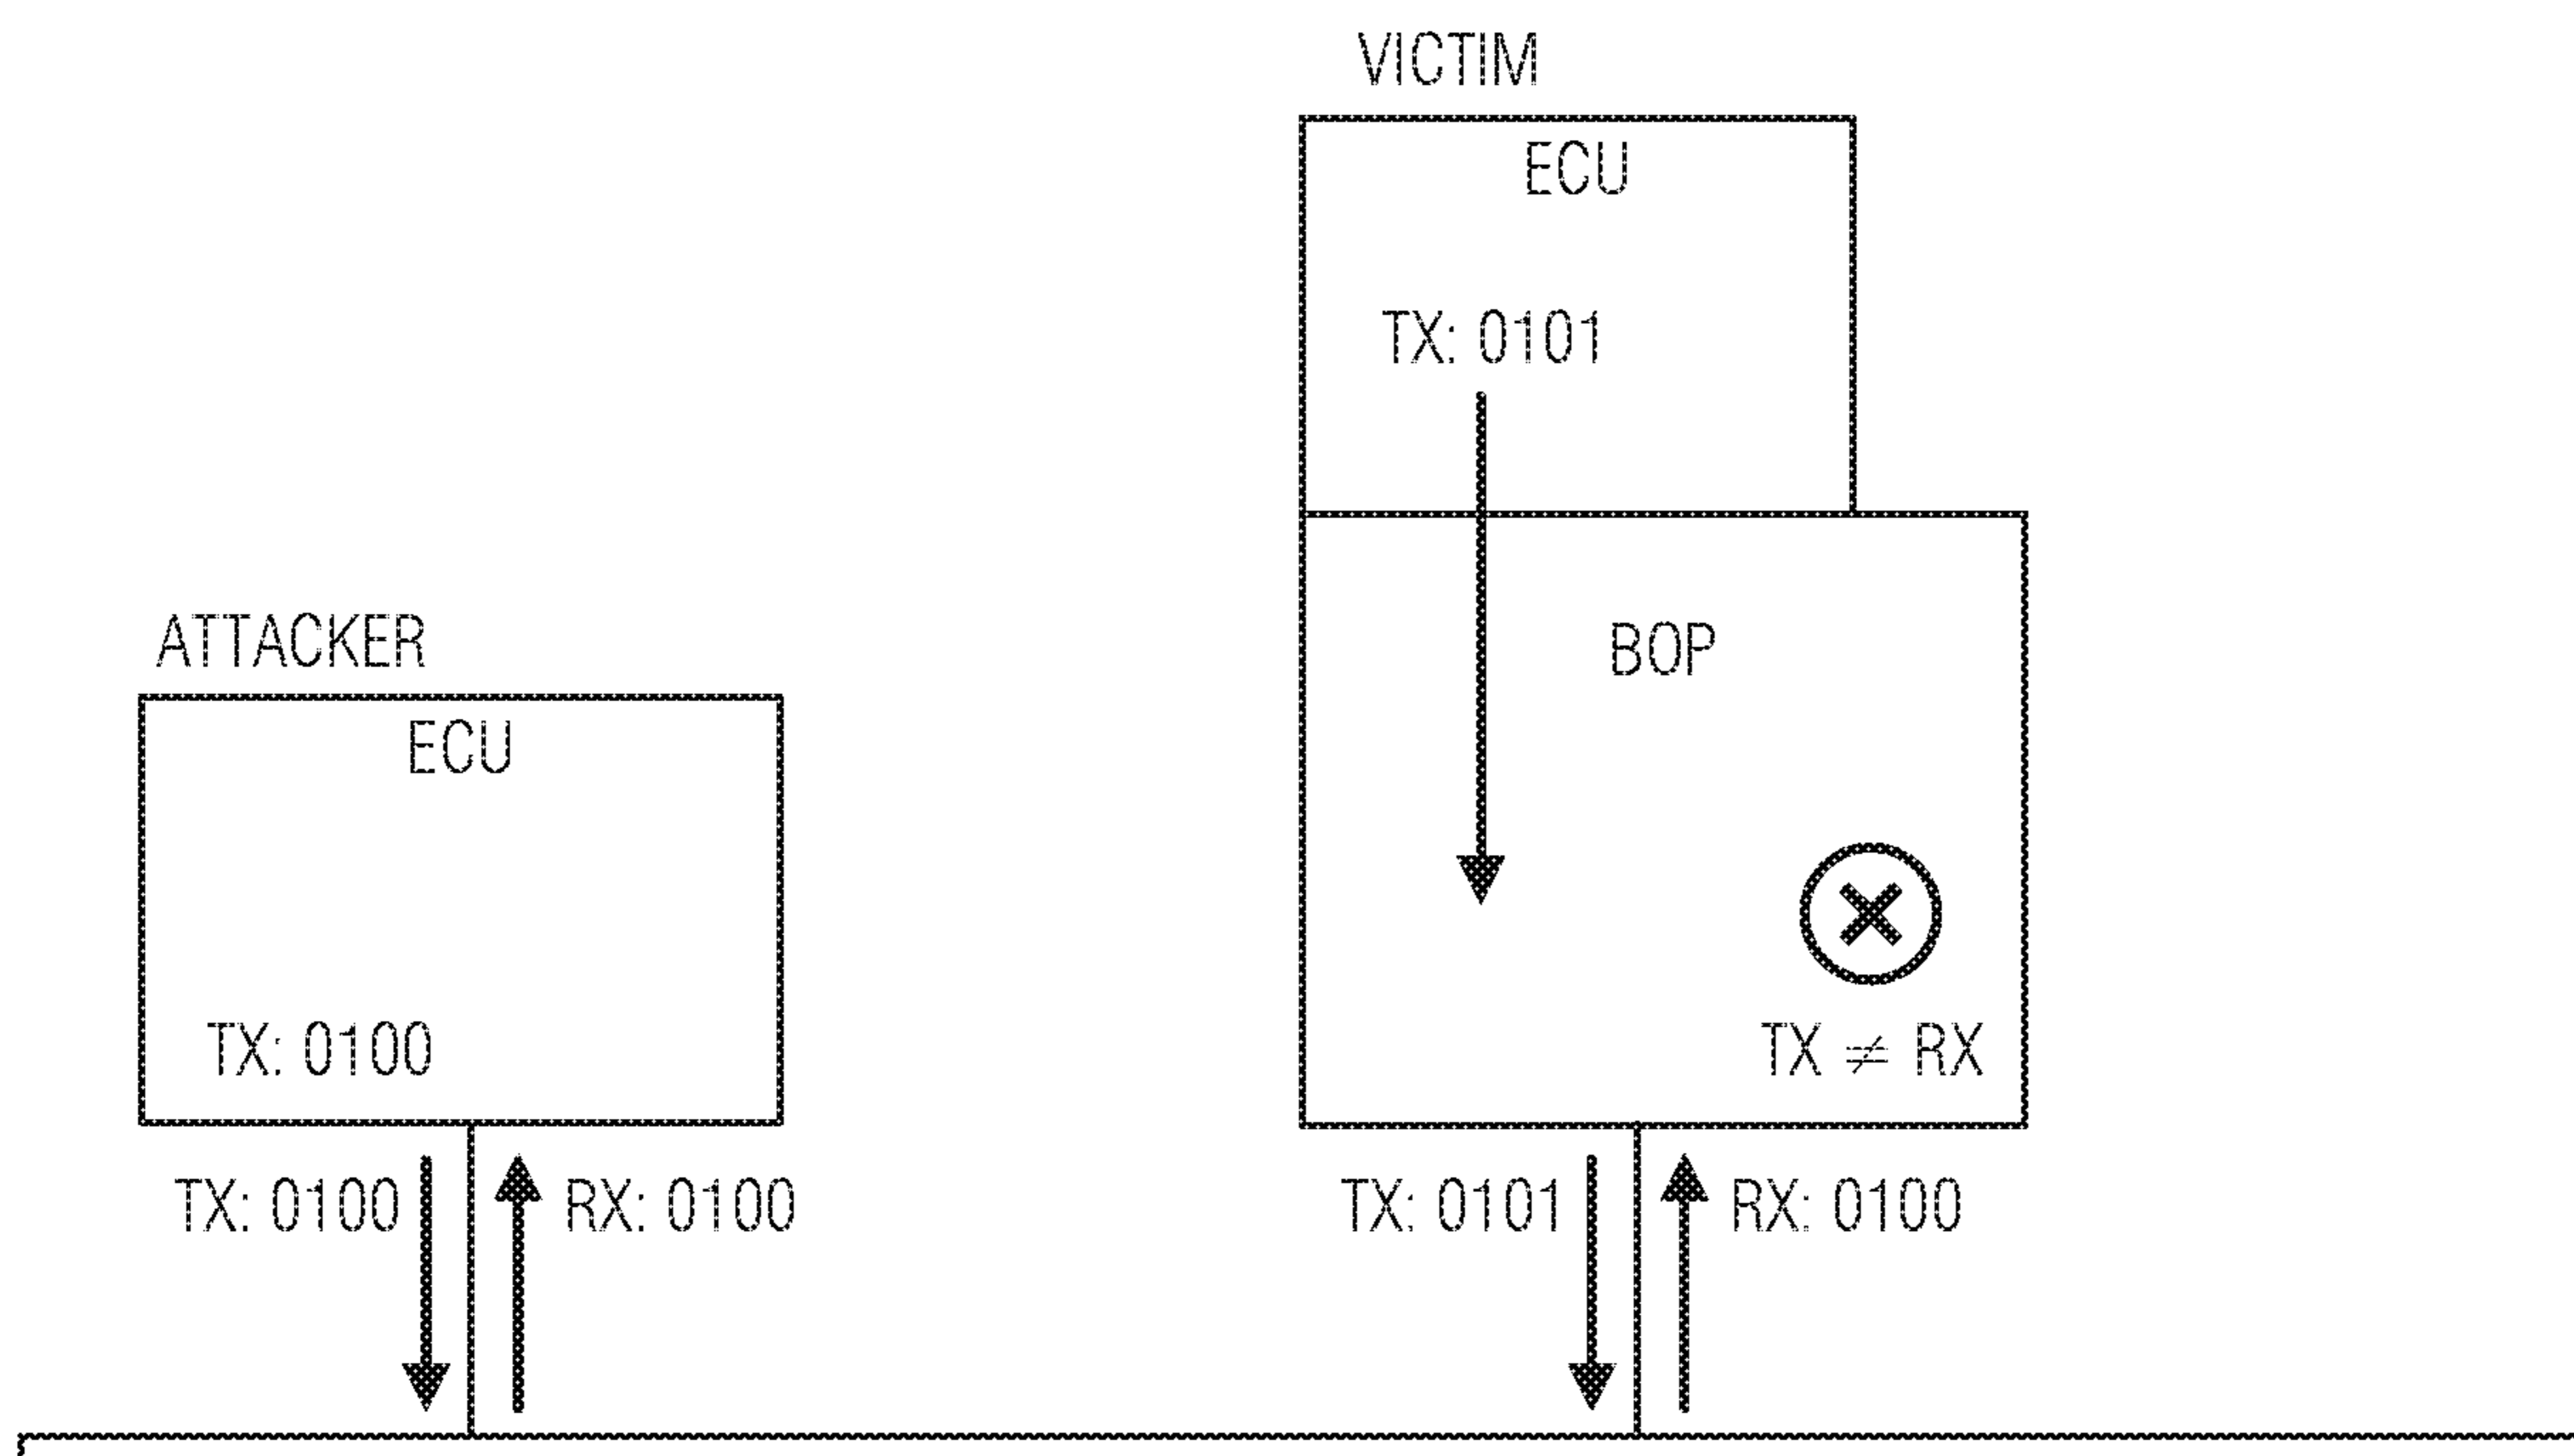 VICTIM
ECU
TX: 0101
BOP
ATTACKER
ECU
TX: 0100
TX ≠ RX
TX: 0100
RX: 0100
TX: 0101
RX: 0100